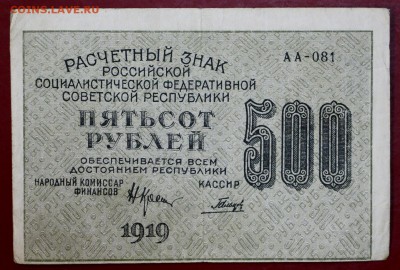 COINS.LAVE.RU
РАСЧЕТНЫЙ ЗНАК
РОССИЙСКОЙ
СОЦИАЛИСТИЧЕСКОЙ ФЕДЕРАТИВНОЙ
СОВЕТСКОЙ РЕСПУБЛИКИ
АА-081
ПЯТЬСОТ
РУБЛЕЙ
500
ОБЕСПЕЧИВАЕТСЯ ВСЕМ
ДОСТОЯНИЕМ РЕСПУБЛИКИ
НАРОДНЫЙ КОМИССАР
ФИНАНСОВ
КАССИР
1919